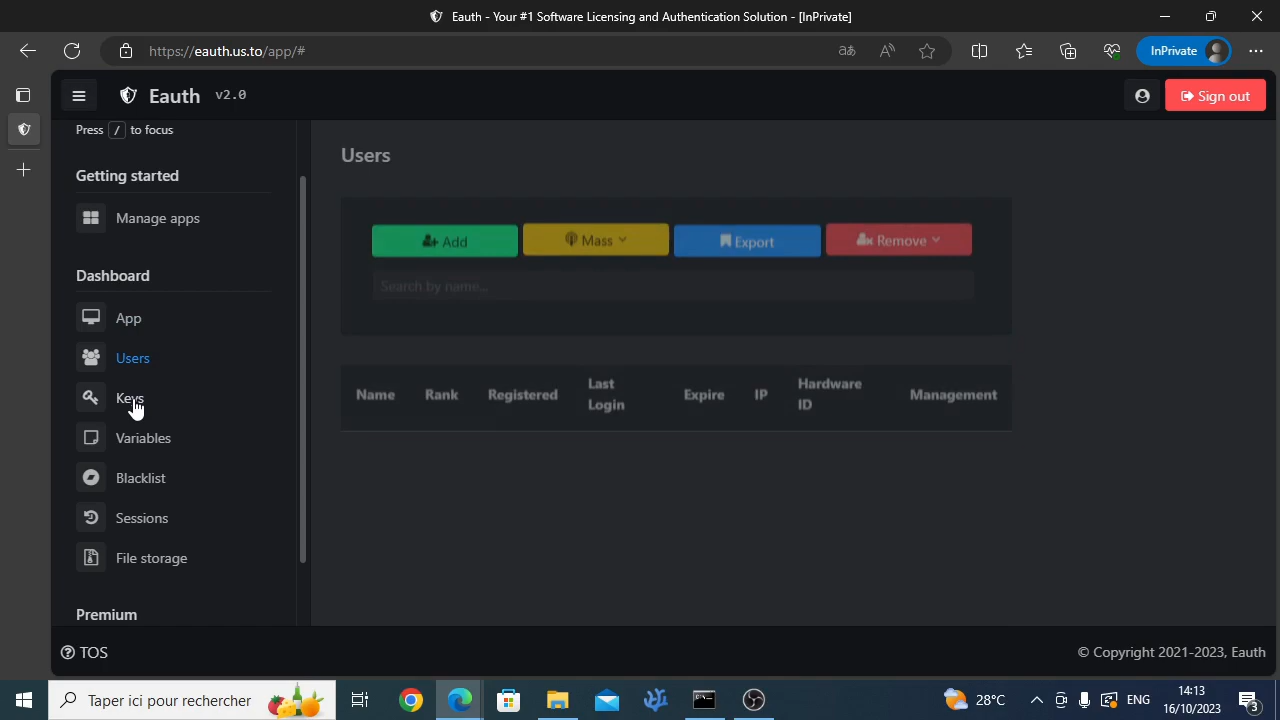 Eauth - Your #1 Software Licensing and Authentication Solution - [InPrivate]
https://eauth.us.to/app/#
aあ
A
InPrivate
Eauth v2.0
Sign out
Press / to focus
Getting started
Manage apps
Dashboard
App
Users
Keys
Variables
Blacklist
Sessions
File storage
Premium
Users
Add
Mass
Export
Remove
Search by name...
Name
Rank
Registered
Last
Login
Expire
IP
Hardware
ID
Management
TOS
© Copyright 2021-2023, Eauth
Taper ici pour rechercher
28°C
ENG
14:13
16/10/2023
3